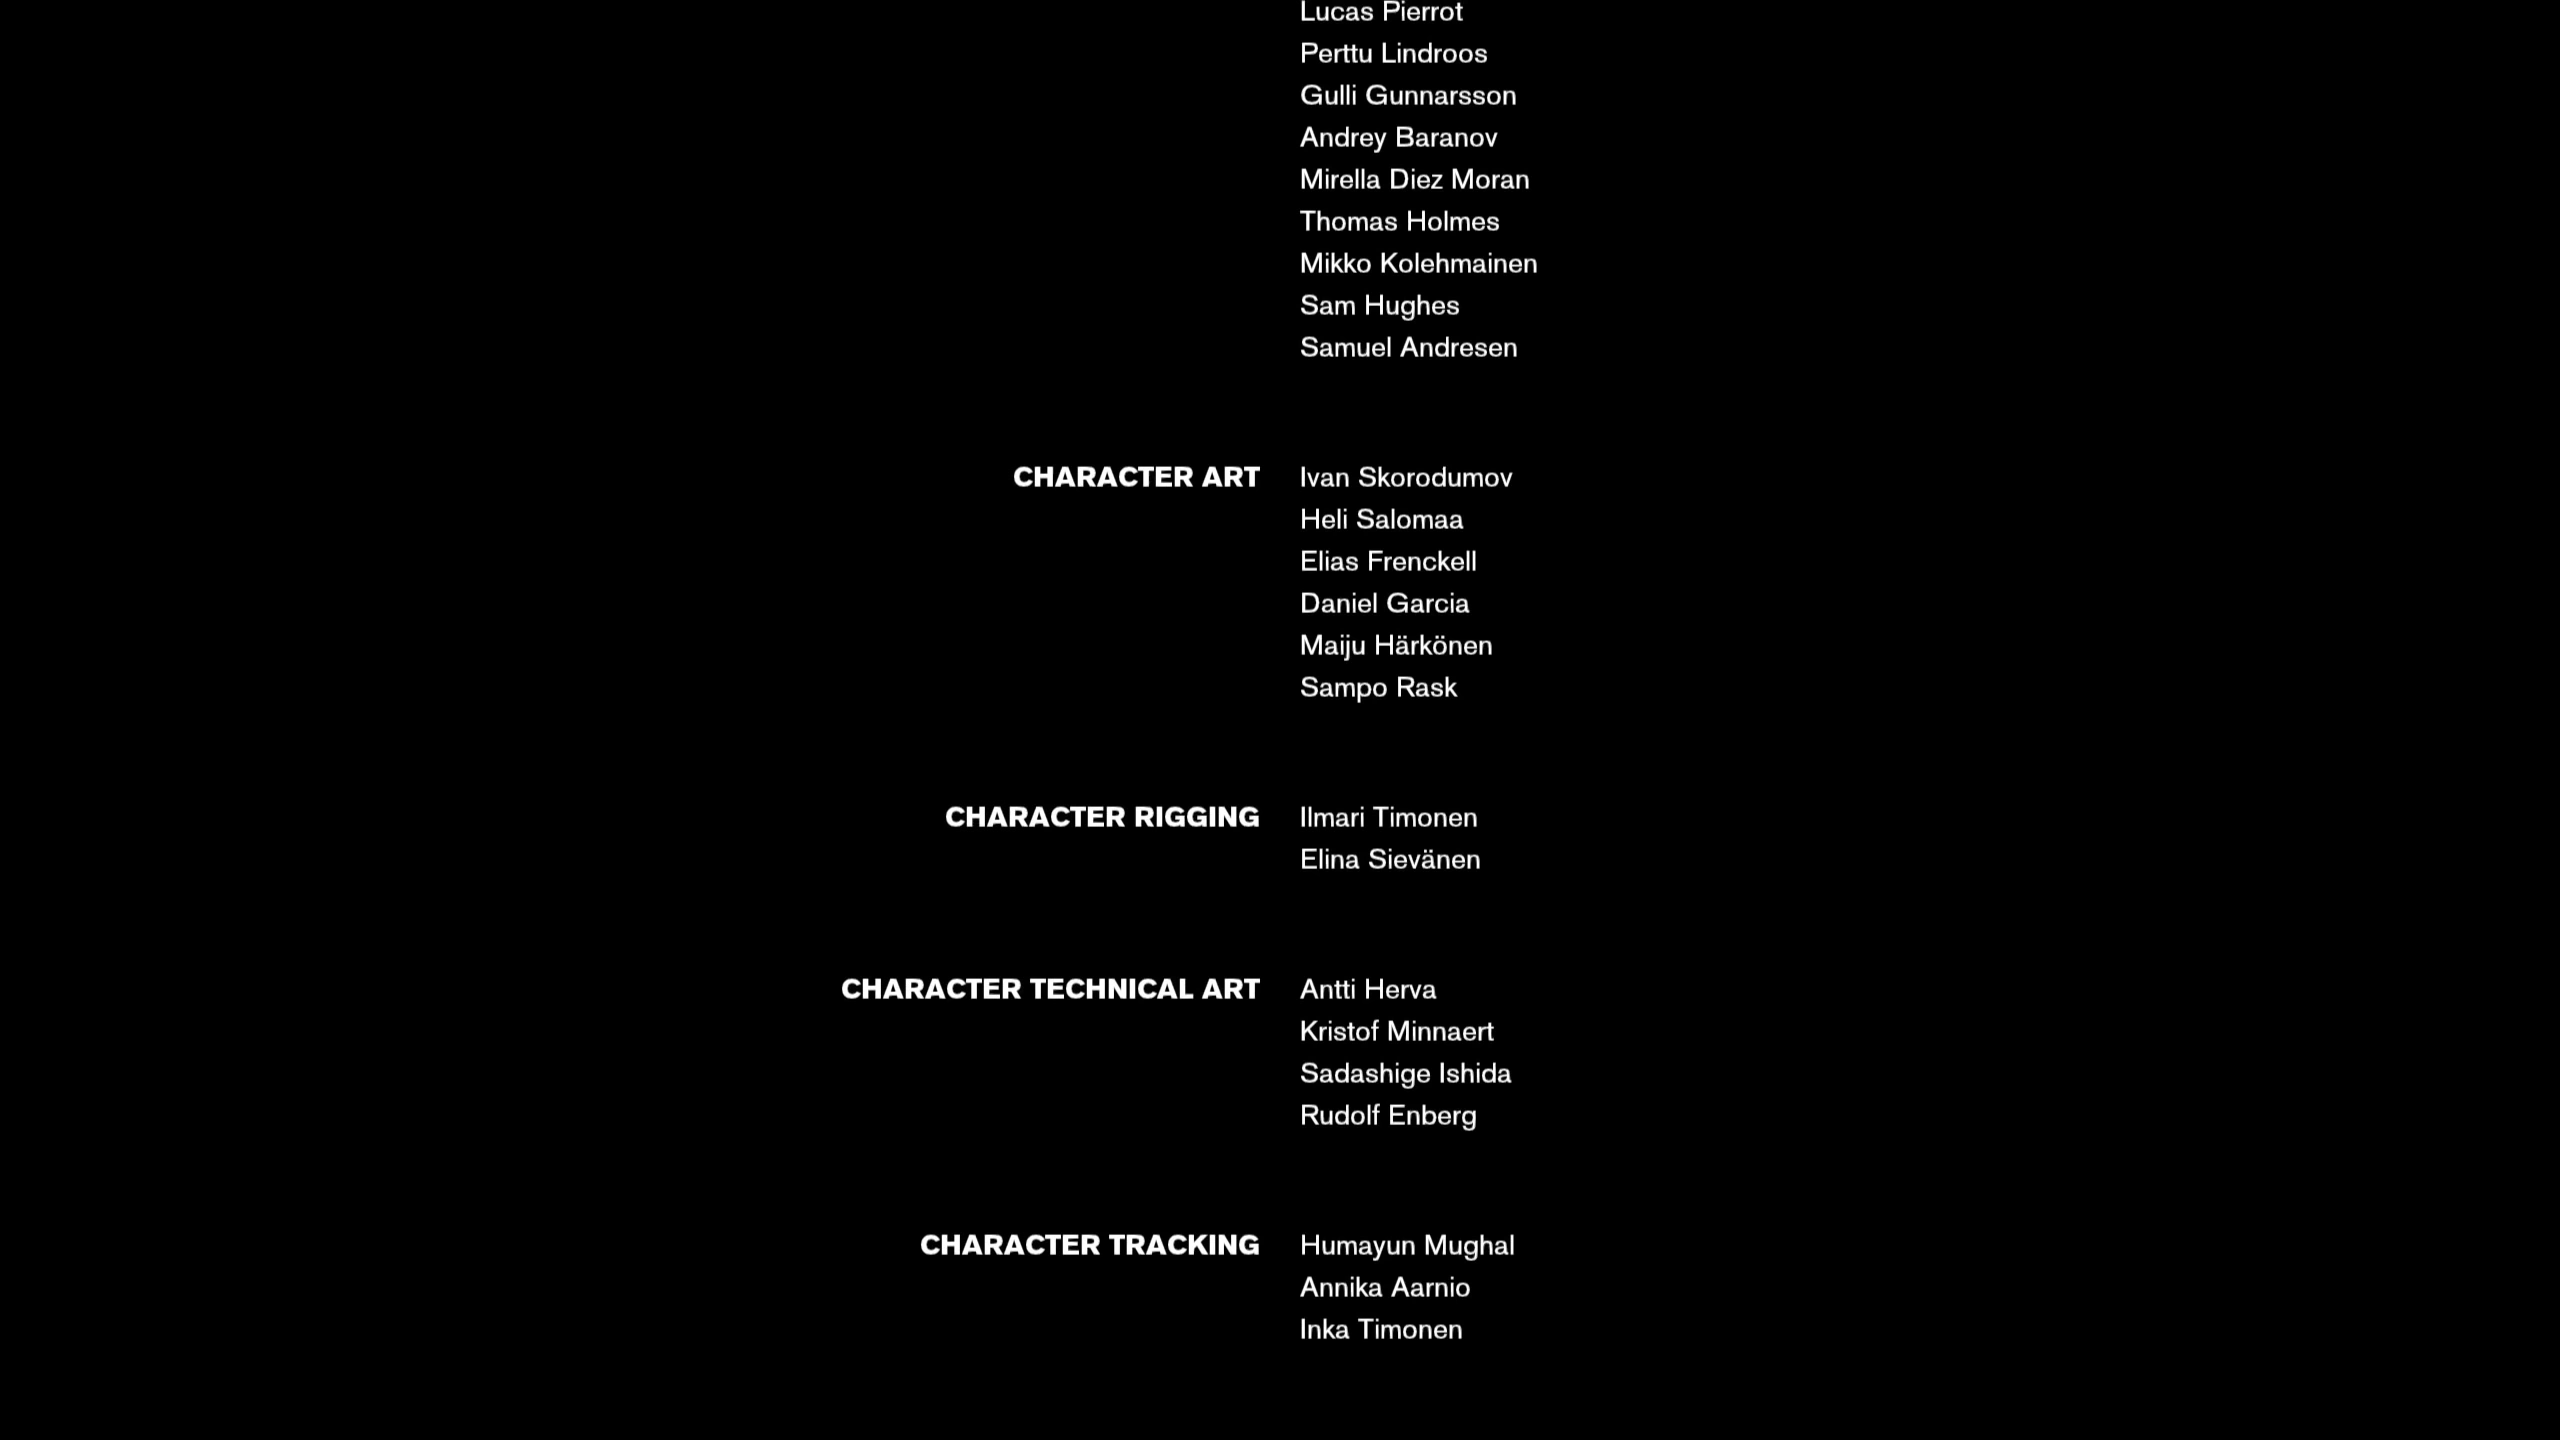 Lucas Pierrot
Perttu Lindroos
Gulli Gunnarsson
Andrey Baranov
Mirella Diez Moran
Thomas Holmes
Mikko Kolehmainen
Sam Hughes
Samuel Andresen
CHARACTER ART Ivan Skorodumov
Heli Salomaa
Elias Frenckell
Daniel Garcia
Maiju Härkönen
Sampo Rask
CHARACTER RIGGING Ilmari Timonen
Elina Sievänen
CHARACTER TECHNICAL ART Antti Herva
Kristof Minnaert
Sadashige Ishida
Rudolf Enberg
CHARACTER TRACKING Humayun Mughal
Annika Aarnio
Inka Timonen